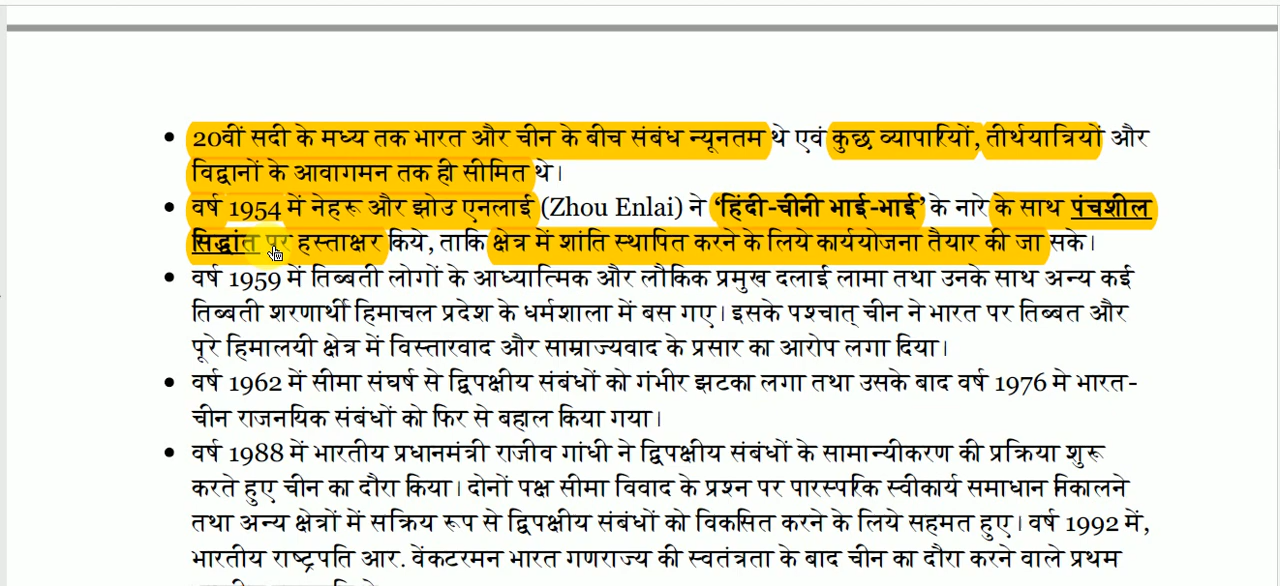 • 20वीं सदी के मध्य तक भारत और चीन के बीच संबंध न्यूनतम थे एवं कुछ व्यापारियों, तीर्थयात्रियों और
विद्वानों के आवागमन तक ही सीमित थे।
• वर्ष 1954 में नेहरू और झोउ एनलाई (Zhou Enlai) ने ‘हिंदी-चीनी भाई-भाई’ के नारे के साथ पंचशील
सिद्धांत पर हस्ताक्षर किये, ताकि क्षेत्र में शांति स्थापित करने के लिये कार्ययोजना तैयार की जा सके।
• वर्ष 1959 में तिब्बती लोगों के आध्यात्मिक और लौकिक प्रमुख दलाई लामा तथा उनके साथ अन्य कई
तिब्बती शरणार्थी हिमाचल प्रदेश के धर्मशाला में बस गए। इसके पश्चात् चीन ने भारत पर तिब्बत और
पूरे हिमालयी क्षेत्र में विस्तारवाद और साम्राज्यवाद के प्रसार का आरोप लगा दिया।
• वर्ष 1962 में सीमा संघर्ष से द्विपक्षीय संबंधों को गंभीर झटका लगा तथा उसके बाद वर्ष 1976 मे भारत-
चीन राजनयिक संबंधों को फिर से बहाल किया गया।
• वर्ष 1988 में भारतीय प्रधानमंत्री राजीव गांधी ने द्विपक्षीय संबंधों के सामान्यीकरण की प्रक्रिया शुरू
करते हुए चीन का दौरा किया। दोनों पक्ष सीमा विवाद के प्रश्न पर पारस्परिक स्वीकार्य समाधान निकालने
तथा अन्य क्षेत्रों में सक्रिय रूप से द्विपक्षीय संबंधों को विकसित करने के लिये सहमत हुए। वर्ष 1992 में,
भारतीय राष्ट्रपति आर. वेंकटरमन भारत गणराज्य की स्वतंत्रता के बाद चीन का दौरा करने वाले प्रथम